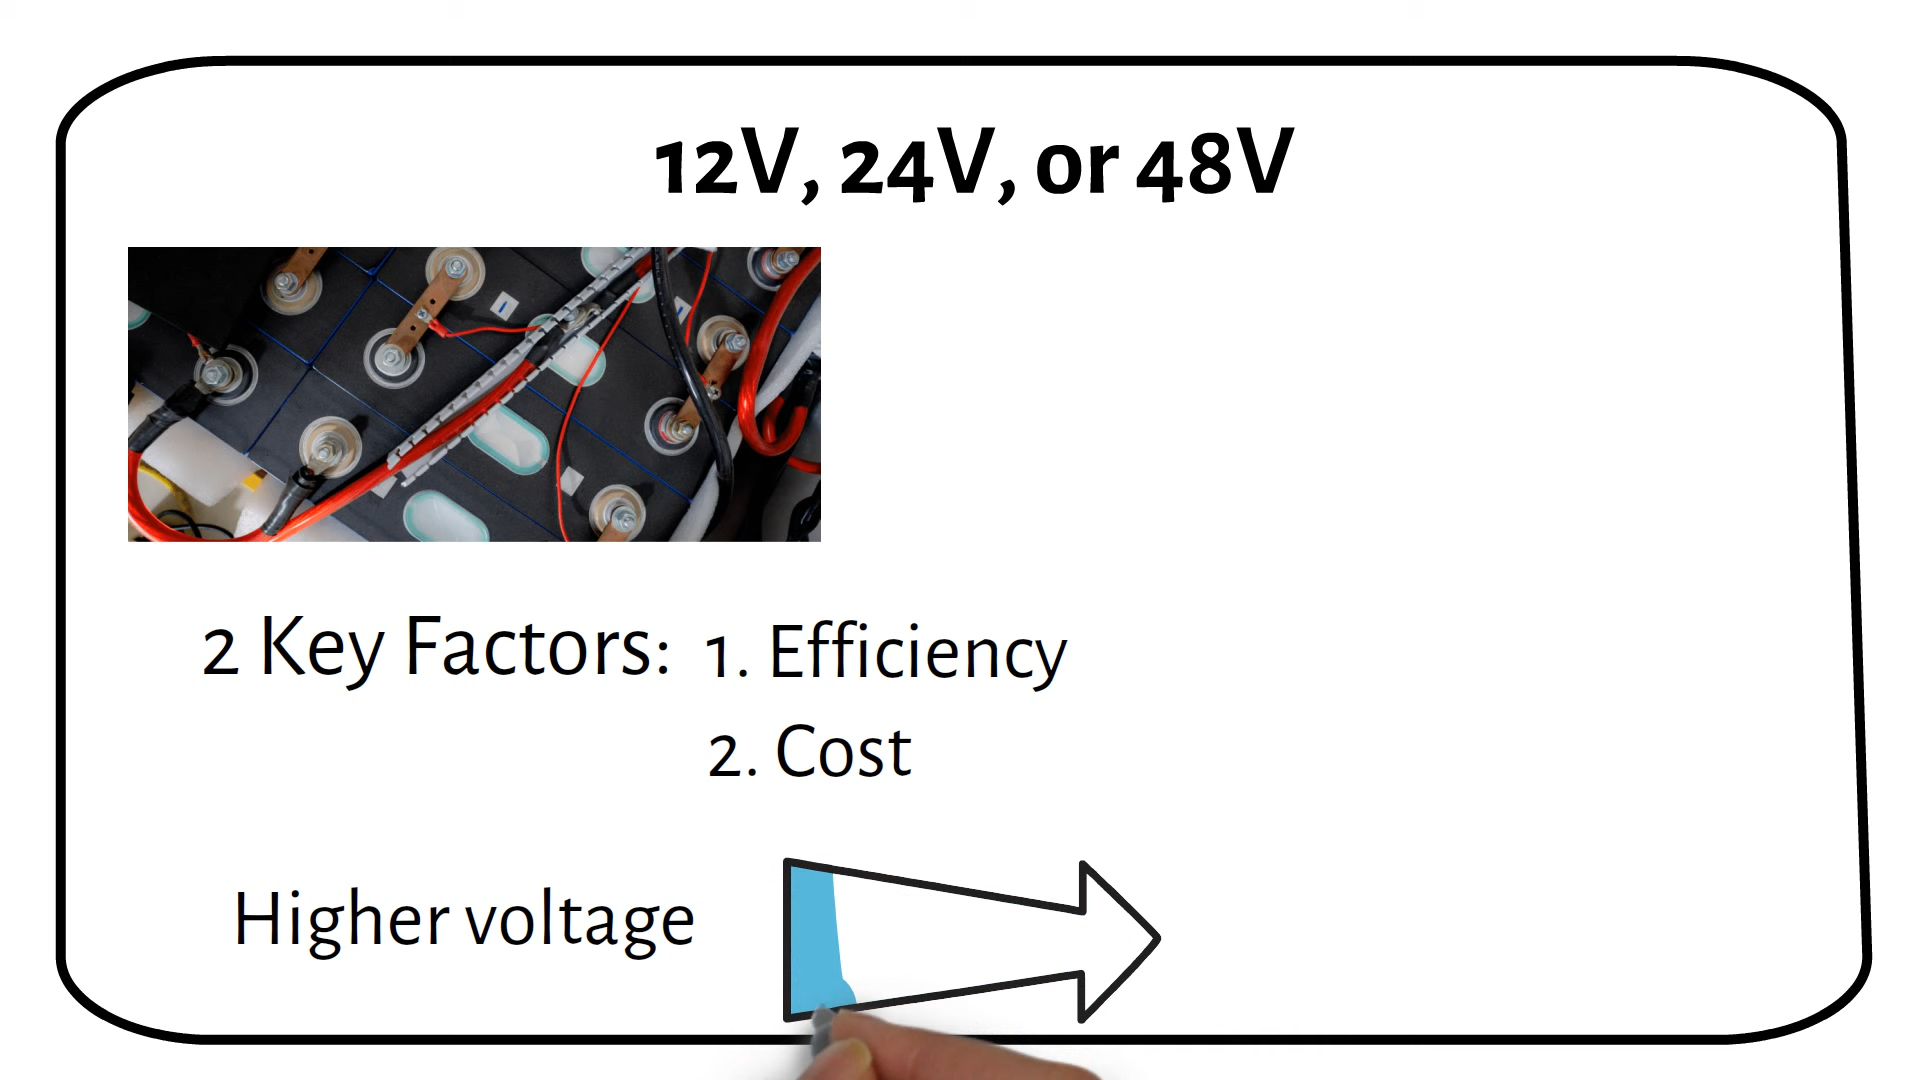 12V, 24V, or 48V
2 Key Factors: 1. Efficiency
2. Cost
Higher voltage